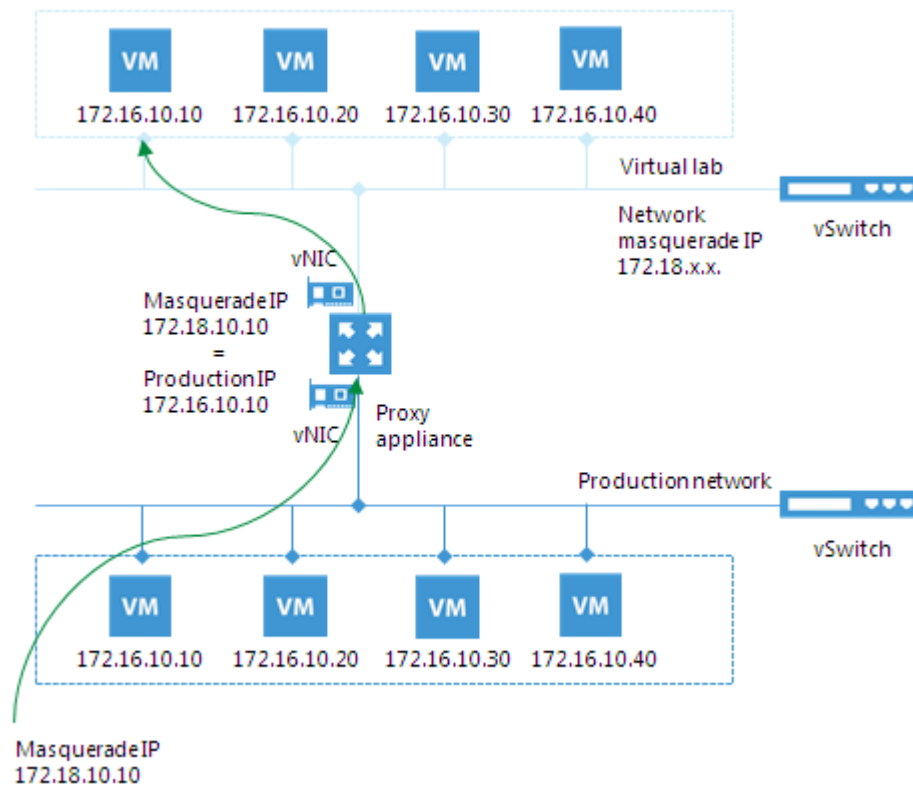 VM VM VM VM
172.16.10.10 172.16.10.20 172.16.10.30 172.16.10.40
Virtual lab
Network
masquerade IP
172.18.x.x.
vSwitch
vNIC
Masquerade IP
172.18.10.10
=
Production IP
172.16.10.10
vNIC
Proxy
appliance
Production network
vSwitch
VM VM VM VM
172.16.10.10 172.16.10.20 172.16.10.30 172.16.10.40
Masquerade IP
172.18.10.10